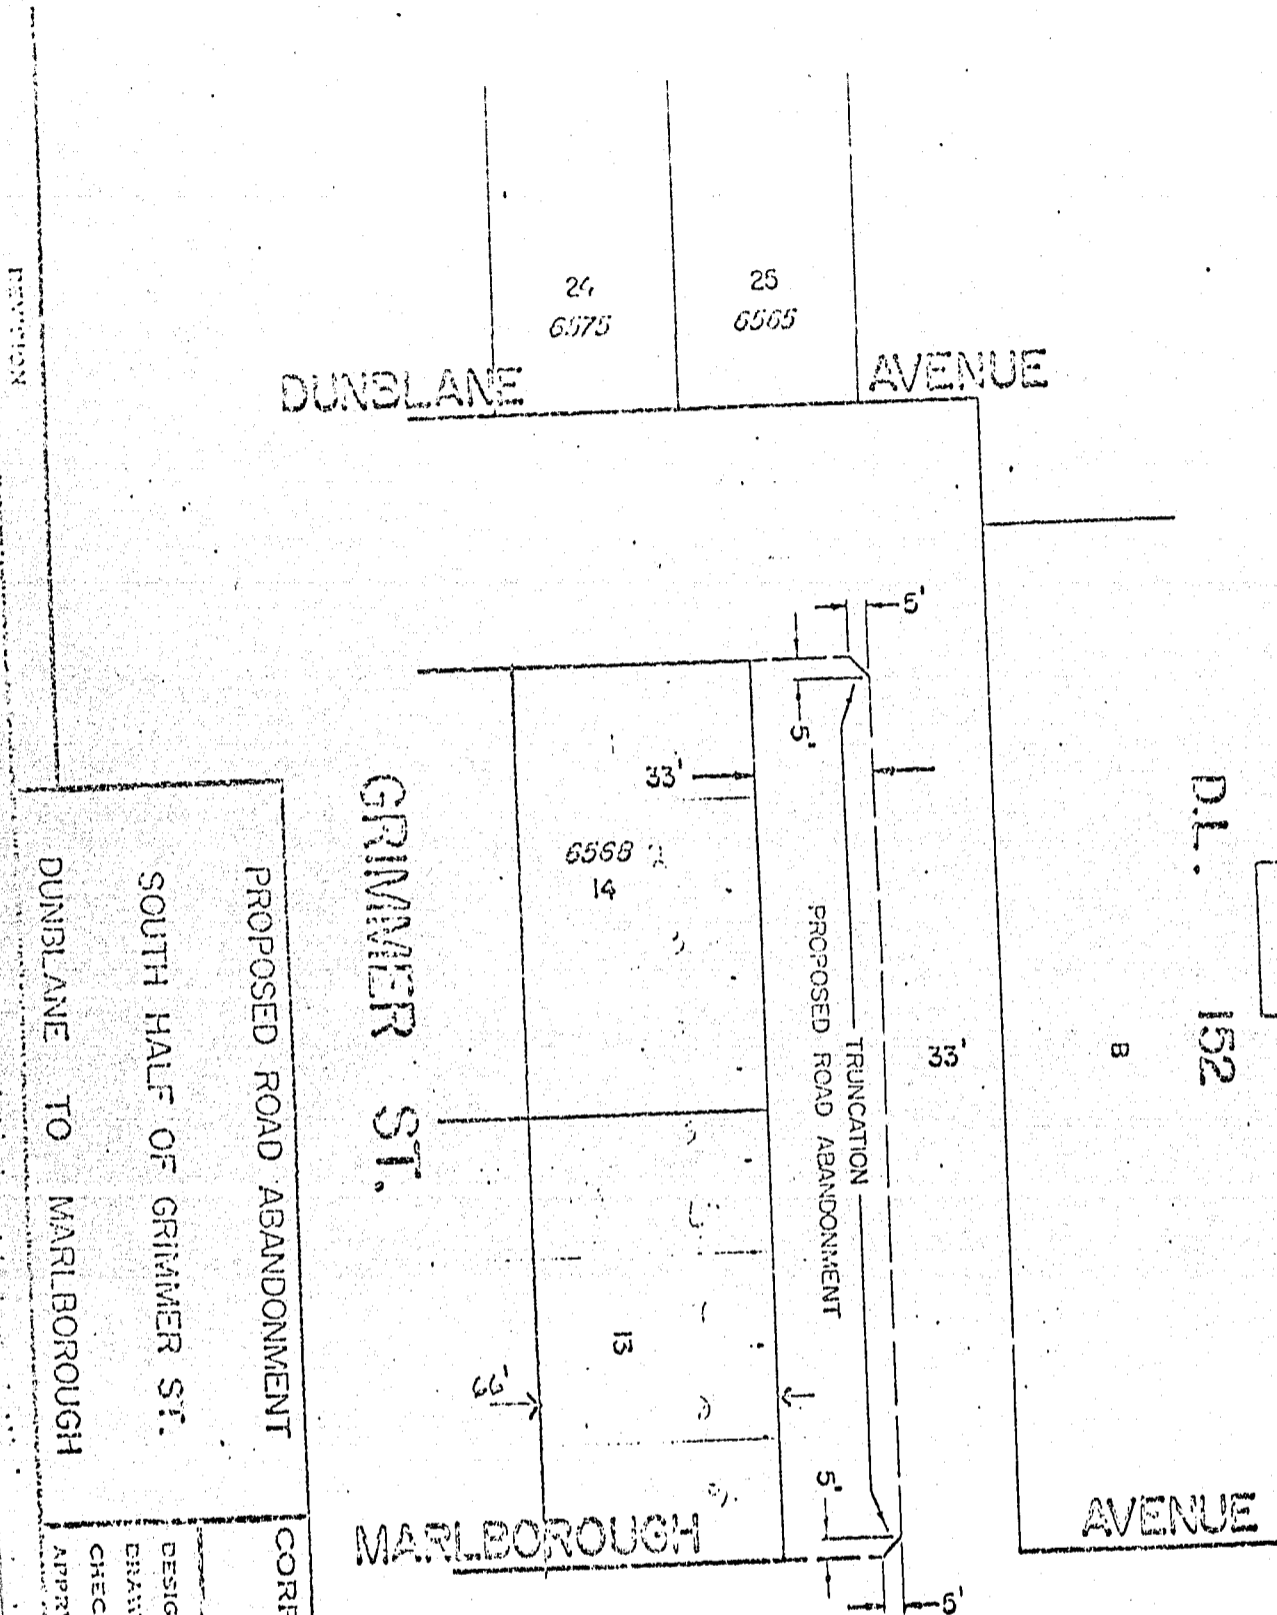 24
6575
25
6565
DUNBLANE AVENUE
5'
5'
33'
6568
14
GRIMMER ST.
TRUNCATION
PROPOSED ROAD ABANDONMENT
33'
B
D.L. 152
13
66'
5'
5'
MARLBOROUGH AVENUE
REVISION
PROPOSED ROAD ABANDONMENT
SOUTH HALF OF GRIMMER ST.
DUNBLANE TO MARLBOROUGH